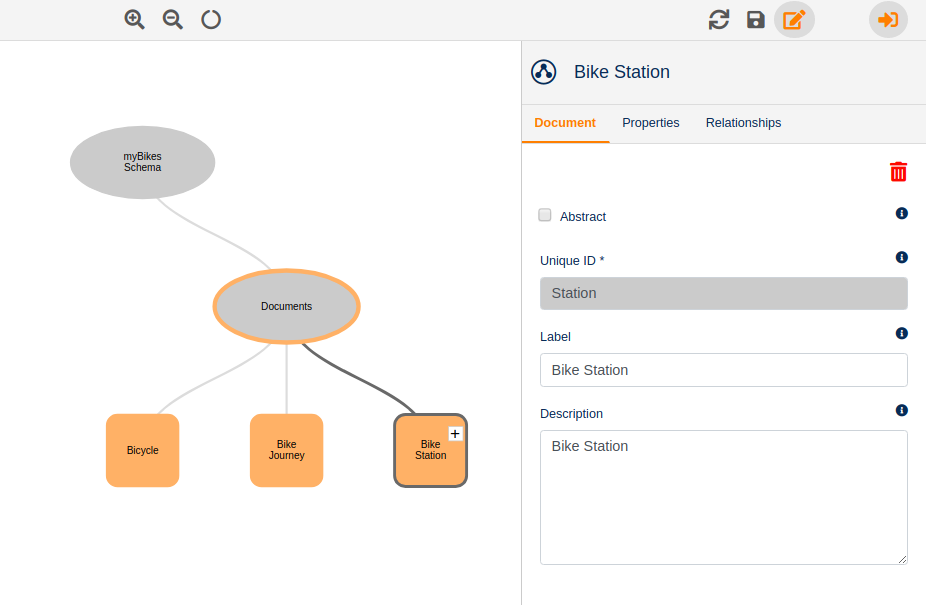 myBikes
Schema
Documents
Bicycle
Bike
Journey
Bike
Station
Bike Station
Document
Properties
Relationships
Abstract
Unique ID *
Station
Label
Bike Station
Description
Bike Station